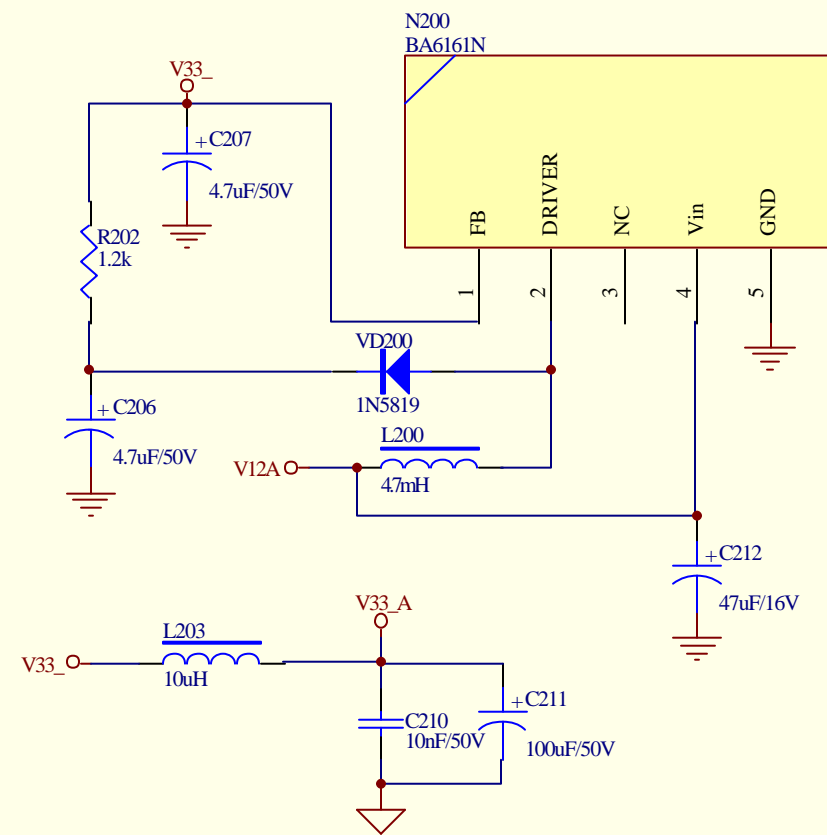 N200
BA6161N
V33_
C207
4.7uF/50V
R202
1.2k
FB
DRIVER
NC
Vin
GND
1
2
3
4
5
VD200
1N5819
C206
4.7uF/50V
L200
V12A
4.7mH
C212
47uF/16V
V33_A
L203
V33_
10uH
C210
10nF/50V
C211
100uF/50V